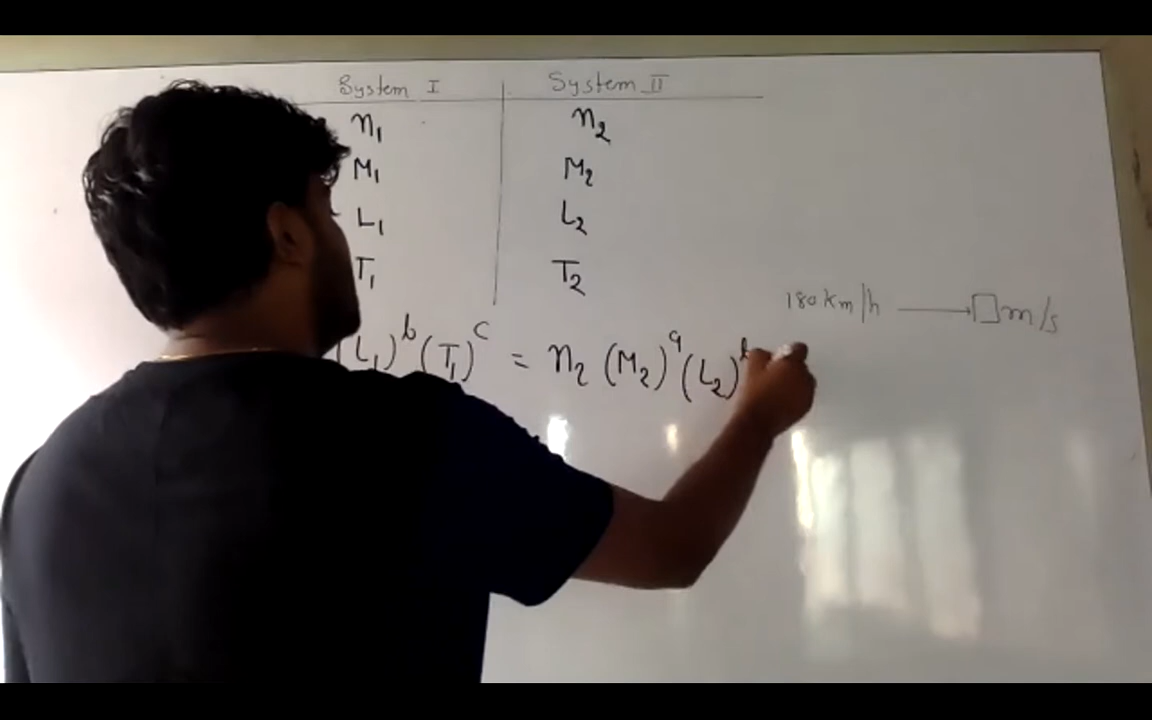 System I System II
n₁ n₂
M₁ M₂
L₁ L₂
T₁ T₂
180 km/h → □ m/s
(L₁)ᵇ (T₁)ᶜ = n₂ (M₂)ᵃ (L₂)